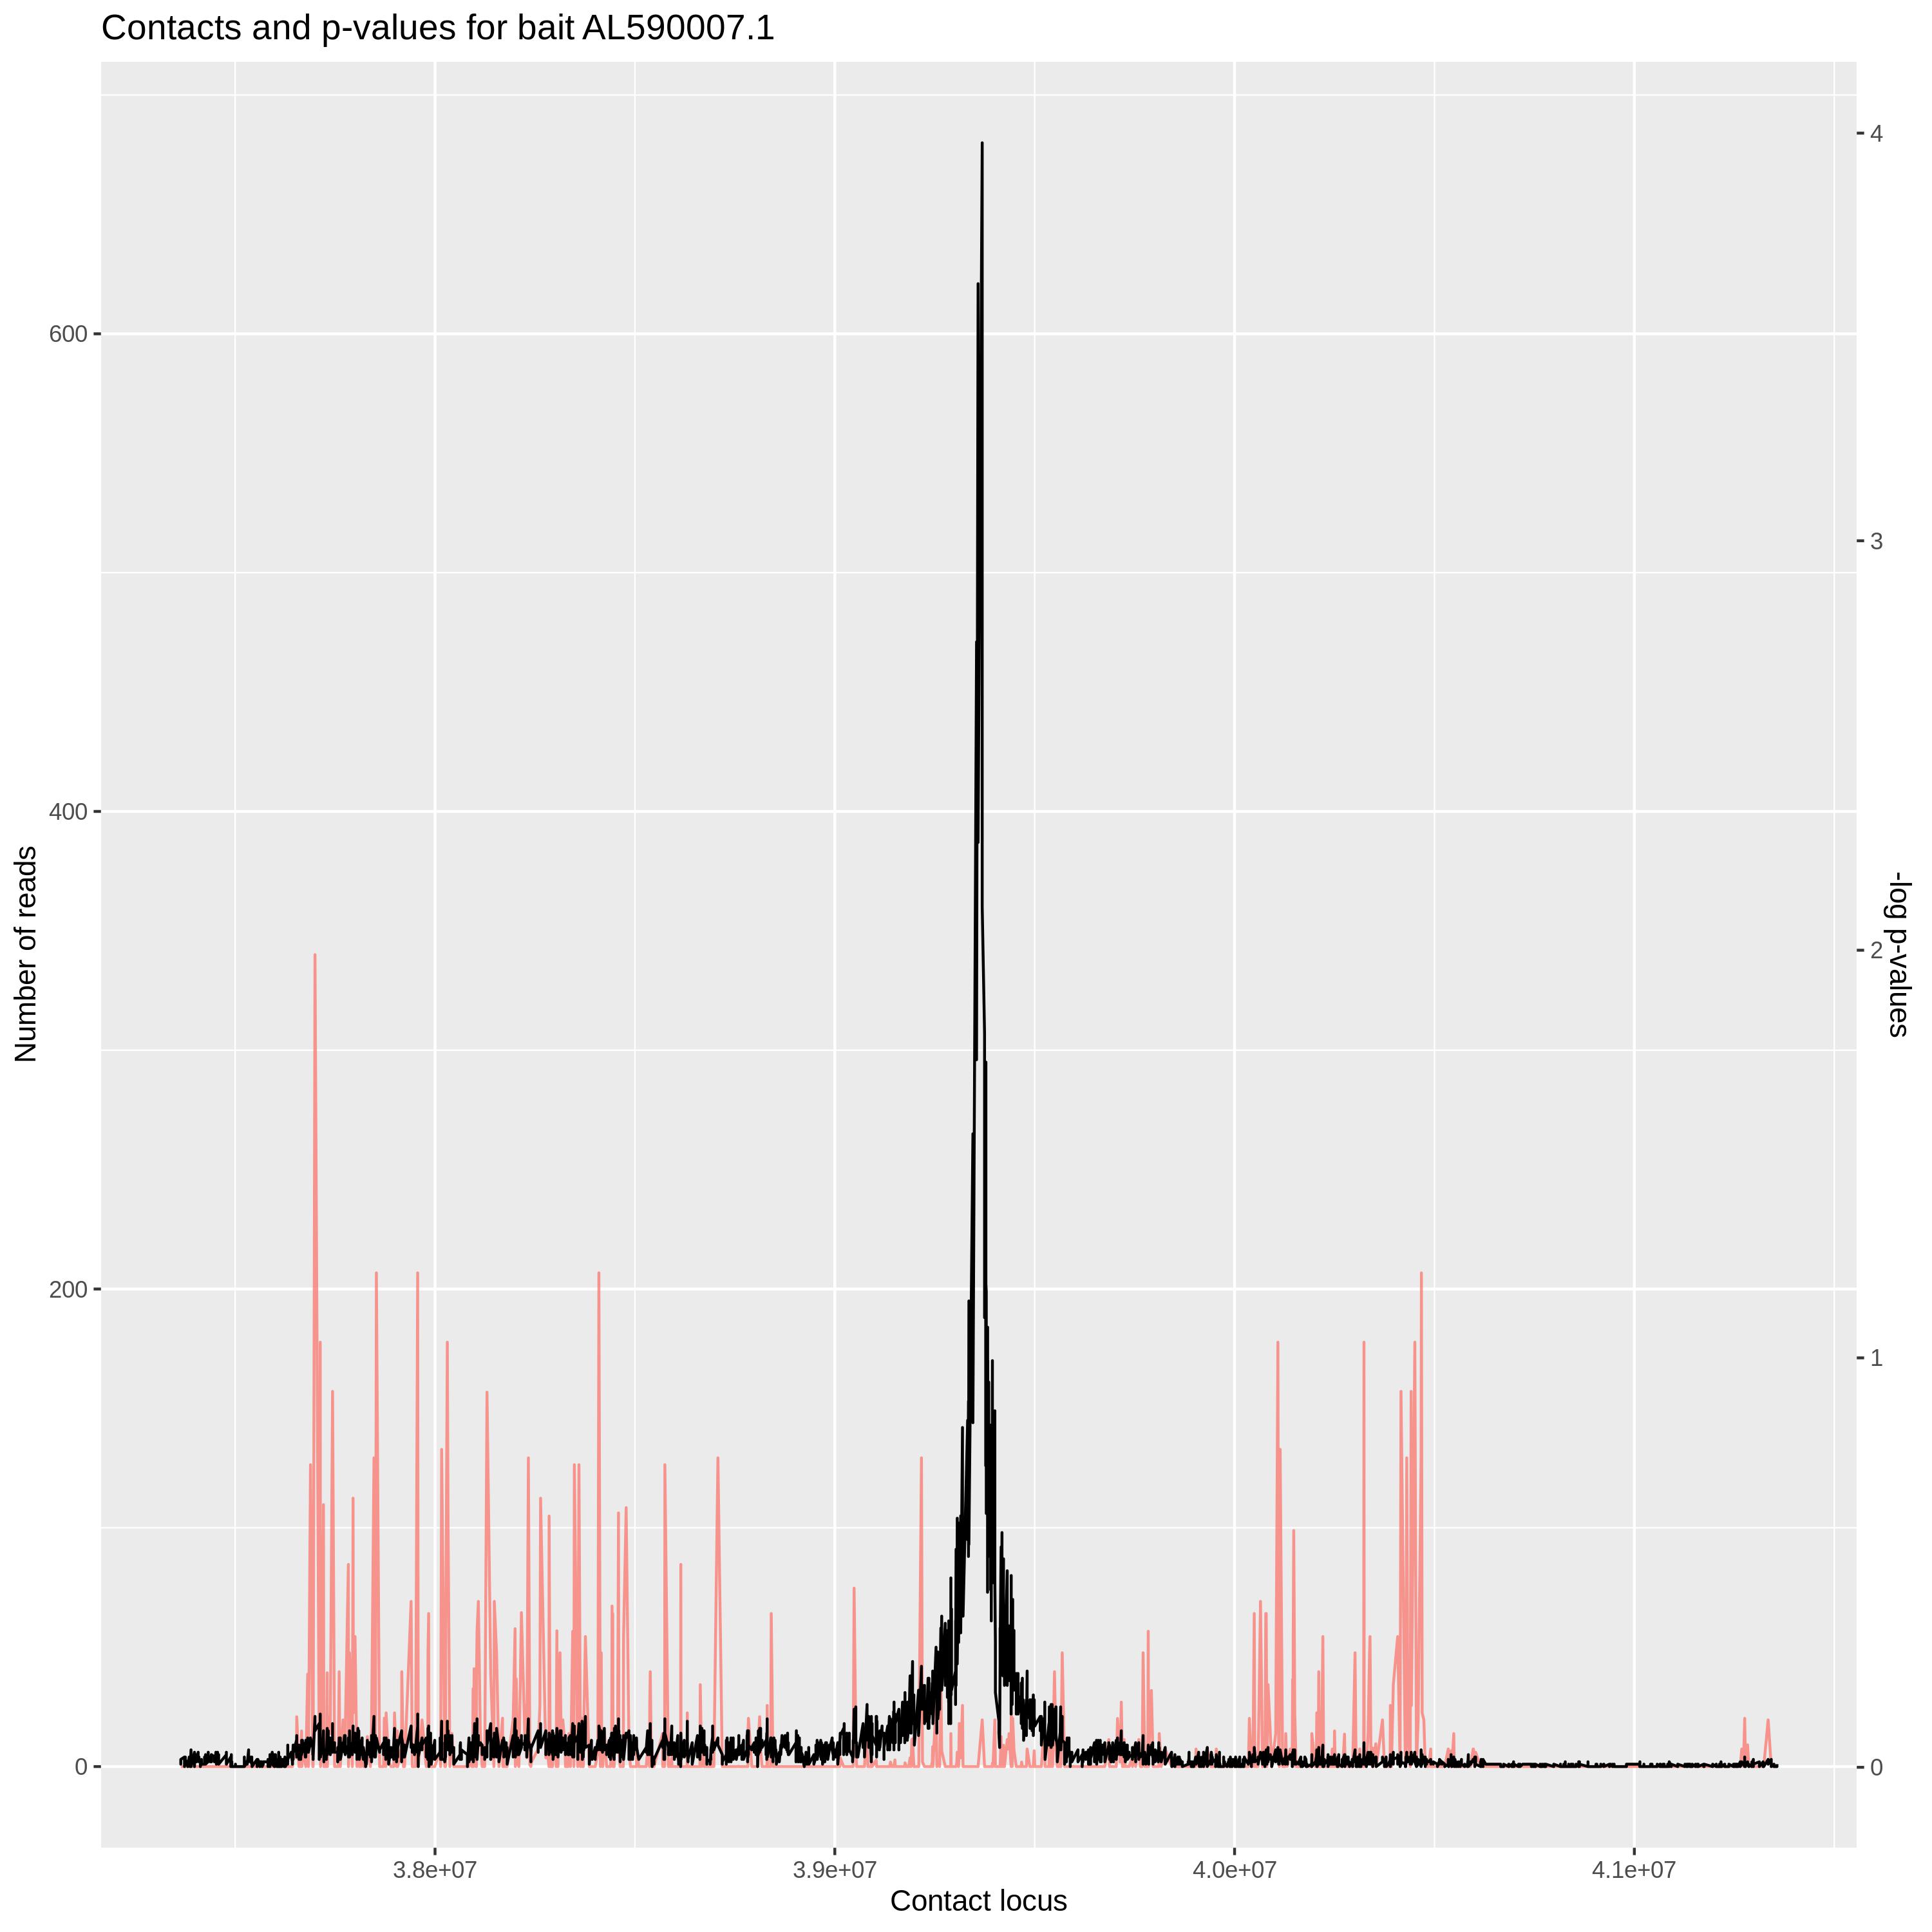 Contacts and p-values for bait AL590007.1
Number of reads
600
400
200
0
4
3
2
1
0
-log p-values
3.8e+07 3.9e+07 4.0e+07 4.1e+07
Contact locus